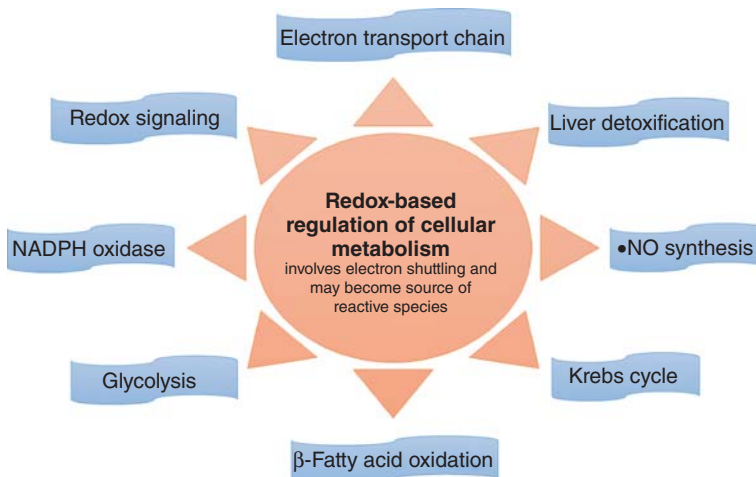 Electron transport chain
Redox signaling
Liver detoxification
Redox-based
regulation of cellular
metabolism
involves electron shuttling and
may become source of
reactive species
NADPH oxidase
•NO synthesis
Glycolysis
Krebs cycle
β-Fatty acid oxidation